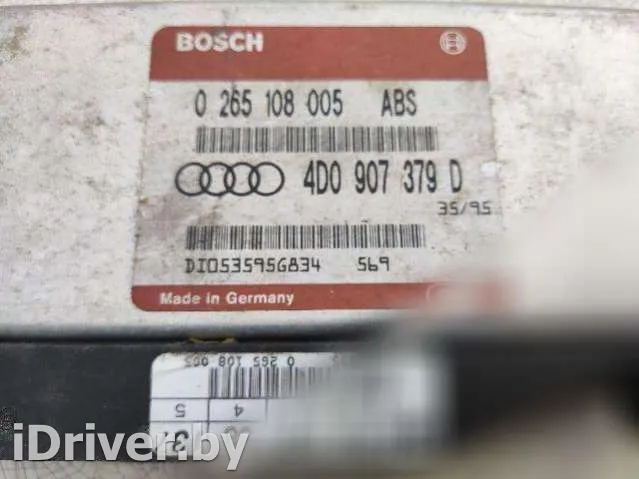 BOSCH
0 265 108 005 ABS
4D0 907 379 D
35/95
DI0535956834 569
Made in Germany
0 265 108 005
4
5
iDriver.by